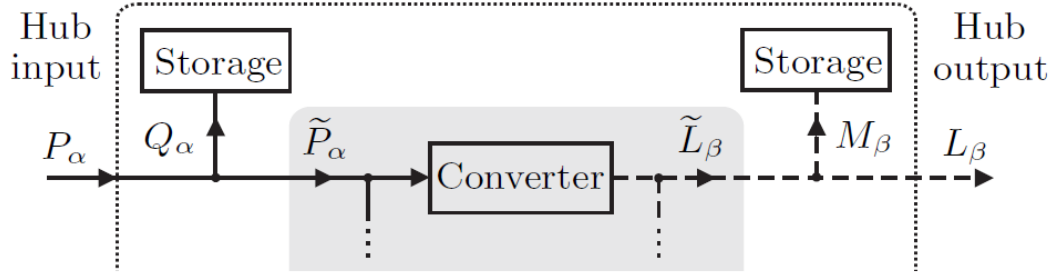 Hub
input
Storage
Storage
Hub
output
P_α
Q_α
P̃_α
Converter
L̃_β
M_β
L_β